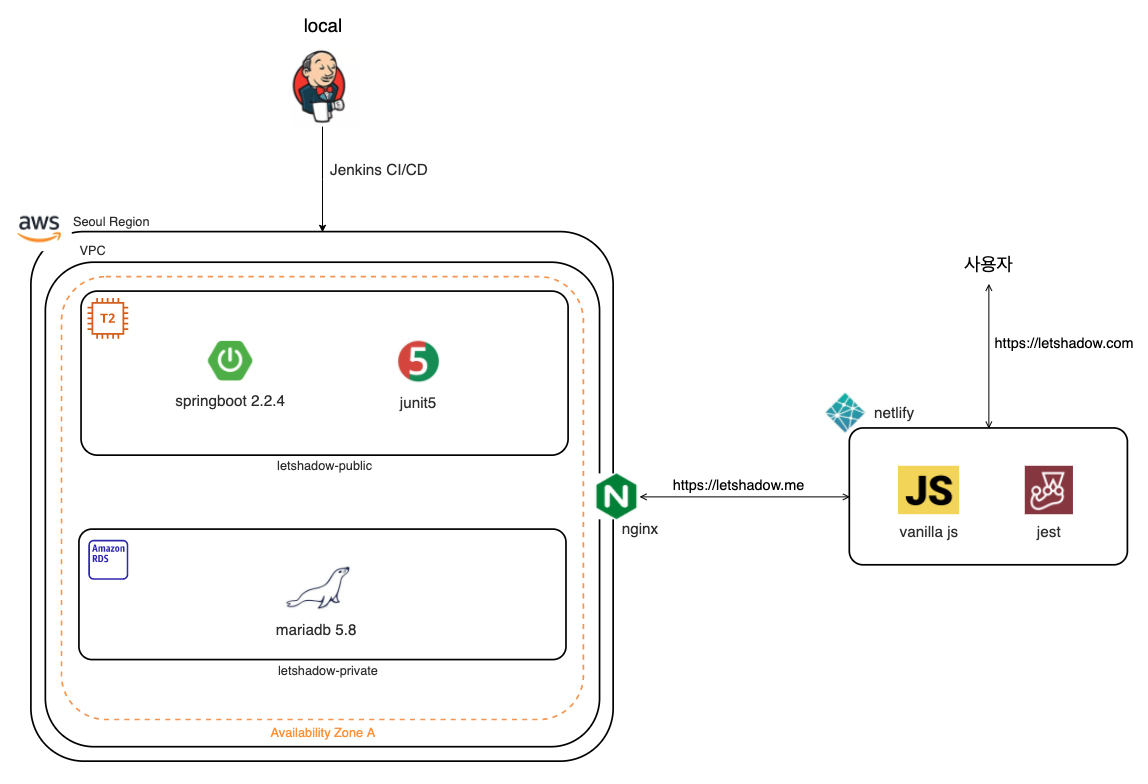 local
Jenkins CI/CD
aws
Seoul Region
VPC
T2
springboot 2.2.4
5
junit5
letshadow-public
Amazon
RDS
mariadb 5.8
letshadow-private
Availability Zone A
N
nginx
https://letshadow.me
사용자
https://letshadow.com
netlify
JS
vanilla js
jest